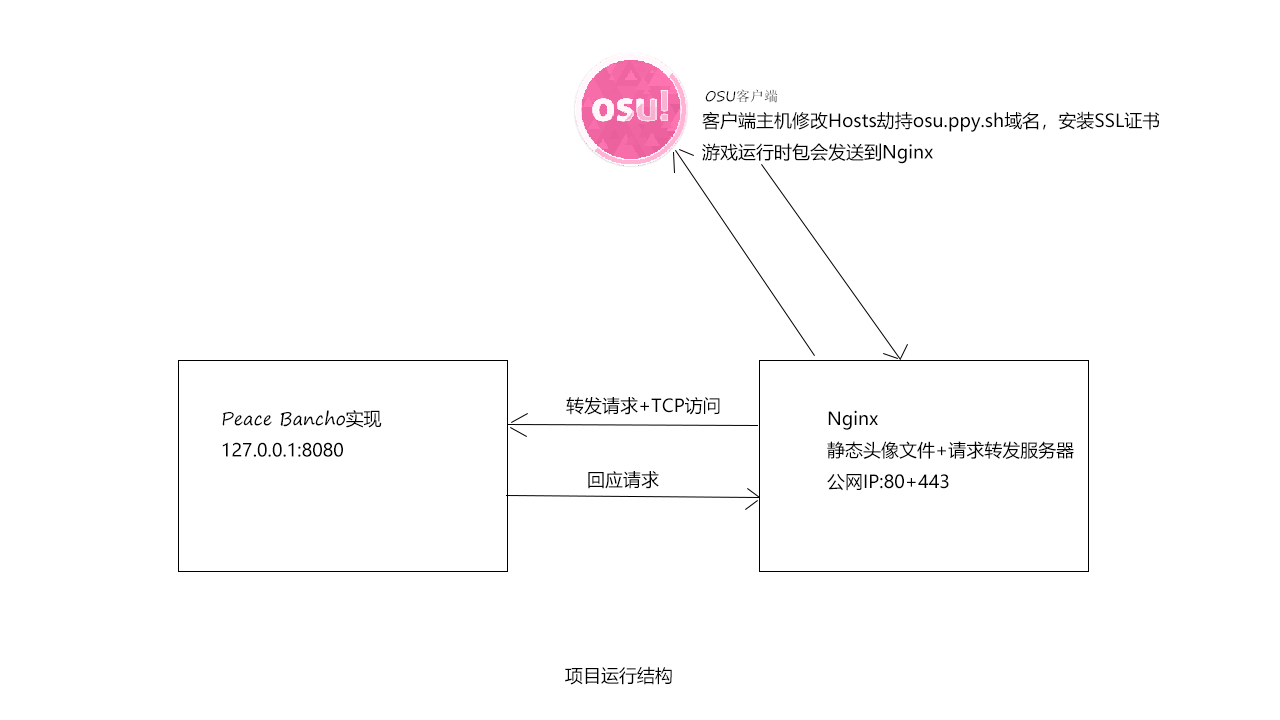 osu!
OSU客户端
客户端主机修改Hosts劫持osu.ppy.sh域名，安装SSL证书
游戏运行时包会发送到Nginx
转发请求+TCP访问
Peace Bancho实现
127.0.0.1:8080
回应请求
Nginx
静态头像文件+请求转发服务器
公网IP:80+443
项目运行结构